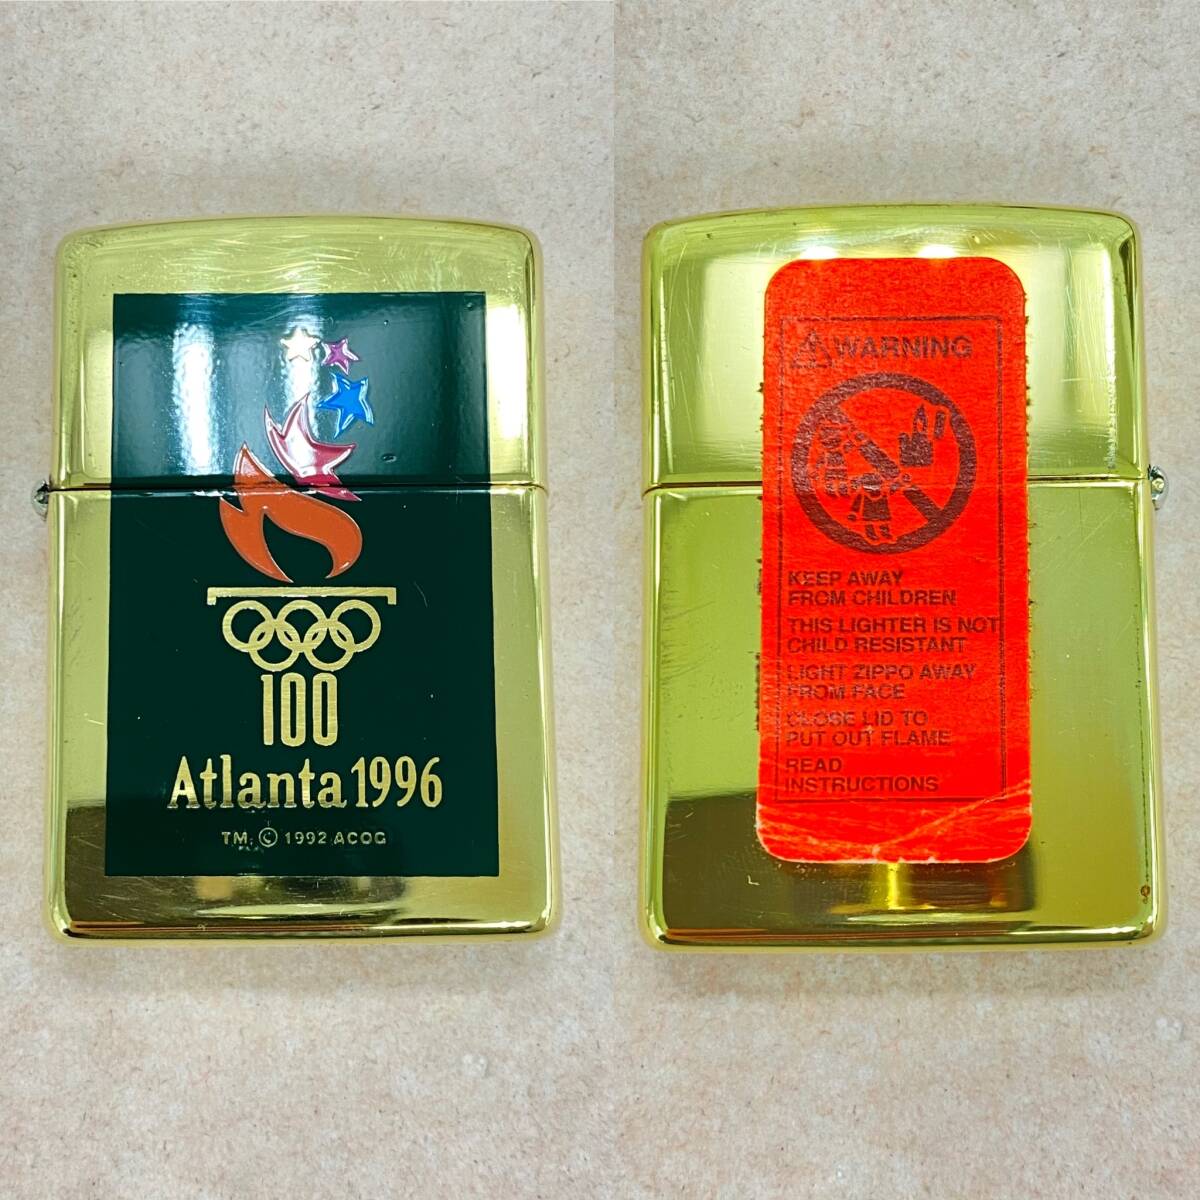 100
Atlanta 1996
TM, © 1992 ACOG
WARNING
KEEP AWAY
FROM CHILDREN
THIS LIGHTER IS NOT
CHILD RESISTANT
LIGHT ZIPPO AWAY
FROM FACE
CLOSE LID TO
PUT OUT FLAME
READ
INSTRUCTIONS